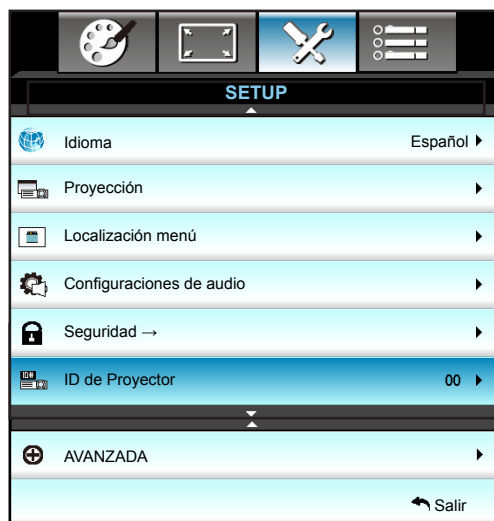 SETUP
Idioma Español
Proyección
Localización menú
Configuraciones de audio
Seguridad →
ID de Proyector 00
AVANZADA
Salir